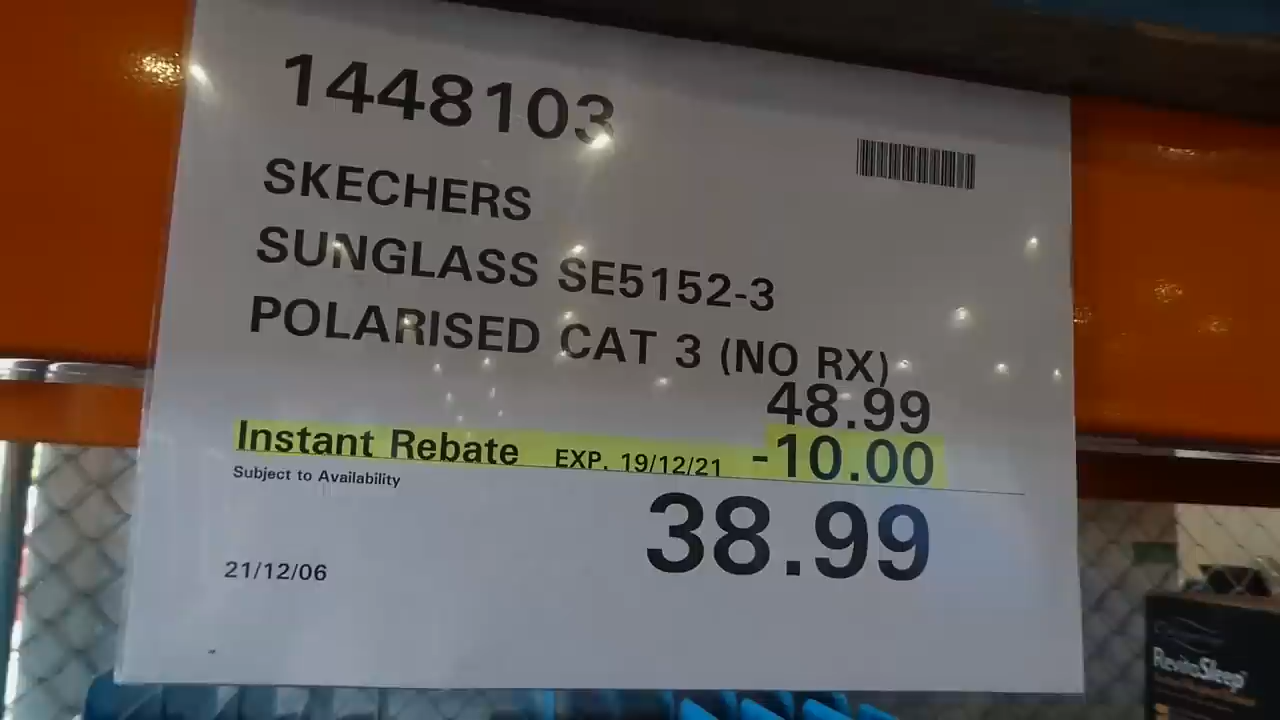 1448103
SKECHERS
SUNGLASS SE5152-3
POLARISED CAT 3 (NO RX)
48.99
Instant Rebate EXP. 19/12/21 -10.00
Subject to Availability
38.99
21/12/06
RevitaSleep